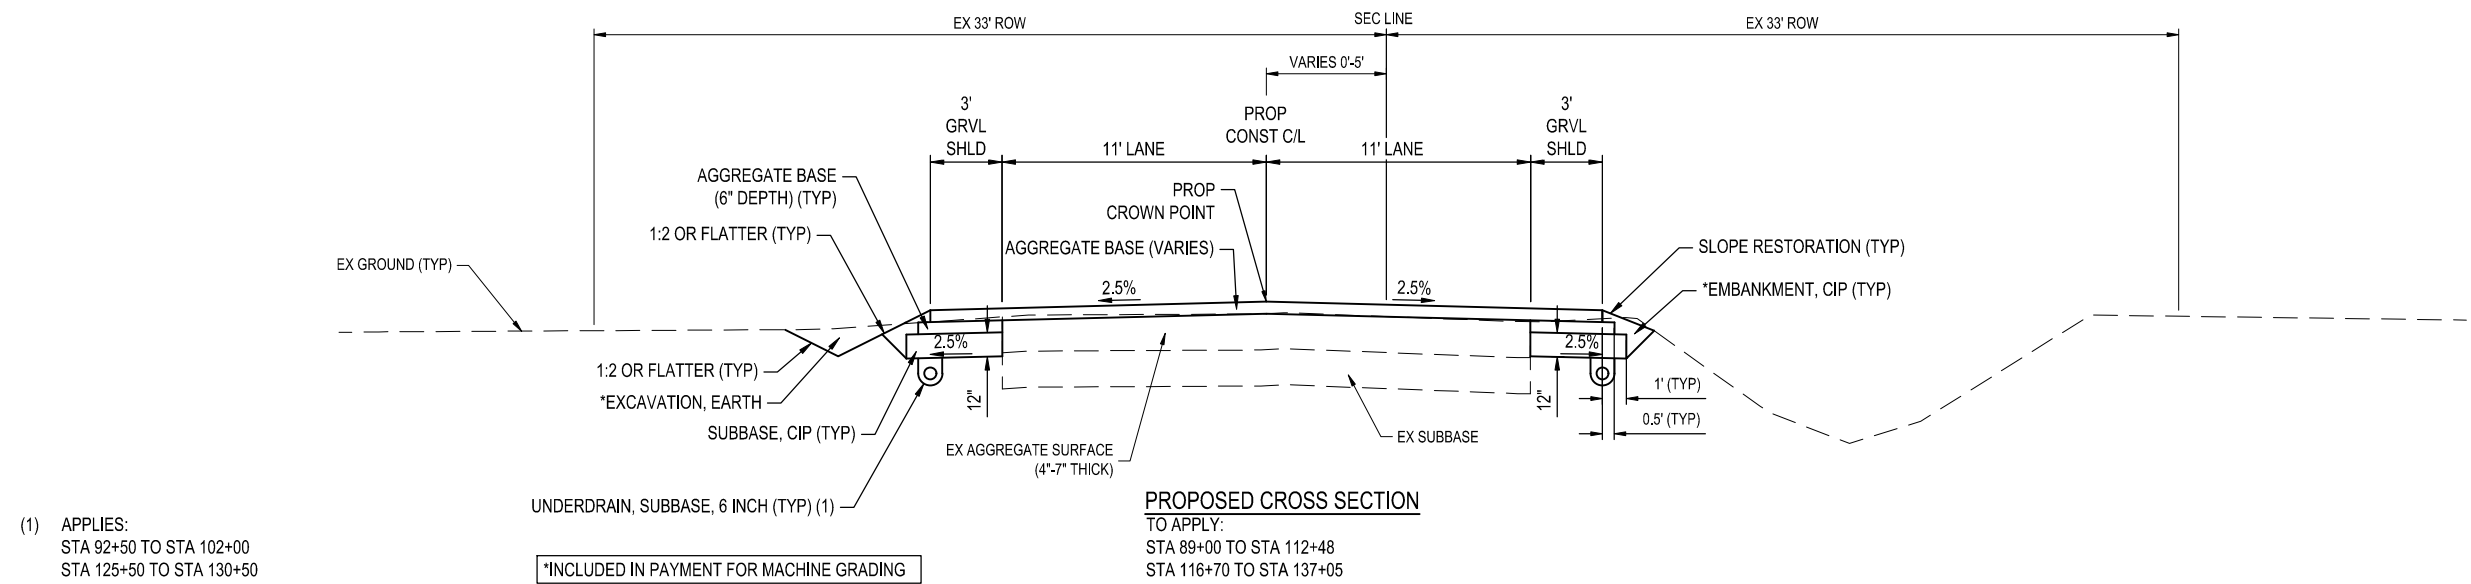 EX 33' ROW
SEC LINE
EX 33' ROW
VARIES 0'-5'
3'
GRVL
SHLD
PROP
CONST C/L
3'
GRVL
SHLD
11' LANE
11' LANE
AGGREGATE BASE
(6" DEPTH) (TYP)
PROP
CROWN POINT
1:2 OR FLATTER (TYP)
AGGREGATE BASE (VARIES)
SLOPE RESTORATION (TYP)
EX GROUND (TYP)
2.5%
2.5%
*EMBANKMENT, CIP (TYP)
2.5%
2.5%
1:2 OR FLATTER (TYP)
1' (TYP)
*EXCAVATION, EARTH
12"
12"
0.5' (TYP)
SUBBASE, CIP (TYP)
EX SUBBASE
EX AGGREGATE SURFACE
(4"-7" THICK)
UNDERDRAIN, SUBBASE, 6 INCH (TYP) (1)
PROPOSED CROSS SECTION
TO APPLY:
STA 89+00 TO STA 112+48
STA 116+70 TO STA 137+05
(1) APPLIES:
STA 92+50 TO STA 102+00
STA 125+50 TO STA 130+50
*INCLUDED IN PAYMENT FOR MACHINE GRADING